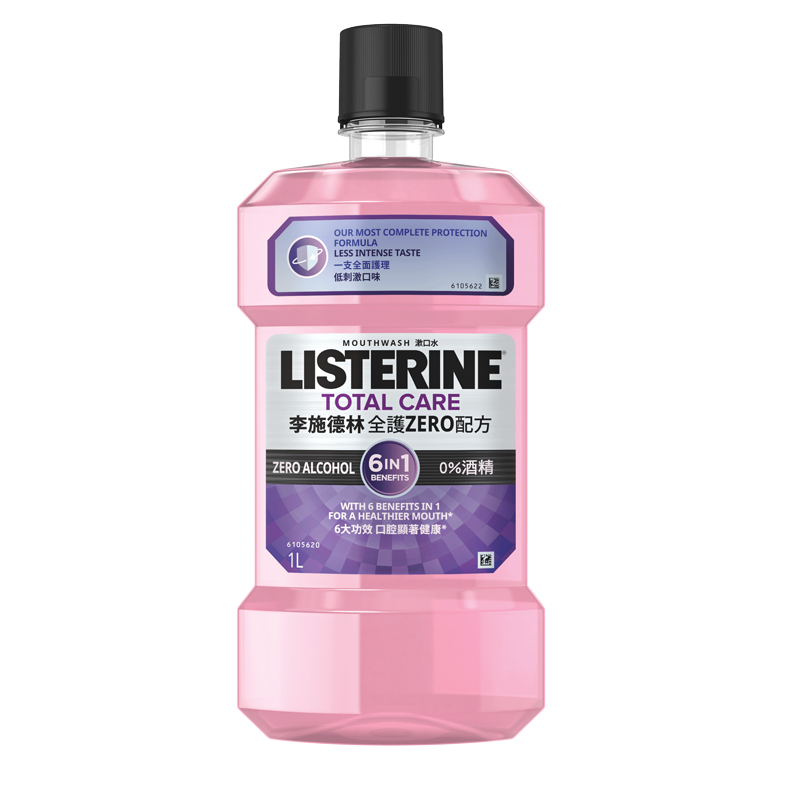 OUR MOST COMPLETE PROTECTION
FORMULA
LESS INTENSE TASTE
一支全面護理
低刺激口味
6105622
MOUTHWASH 漱口水
LISTERINE®
TOTAL CARE
李施德林 全護ZERO配方
ZERO ALCOHOL 6 IN 1 BENEFITS 0%酒精
WITH 6 BENEFITS IN 1
FOR A HEALTHIER MOUTH*
6大功效 口腔顯著健康*
6105620
1L